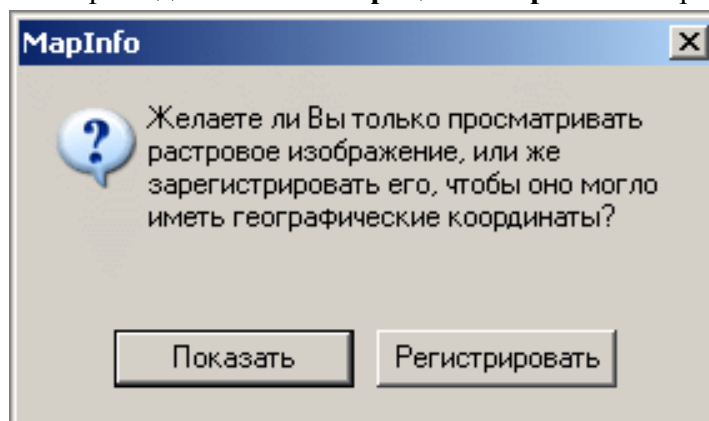 MapInfo
Желаете ли Вы только просматривать
растровое изображение, или же
зарегистрировать его, чтобы оно могло
иметь географические координаты?
Показать
Регистрировать